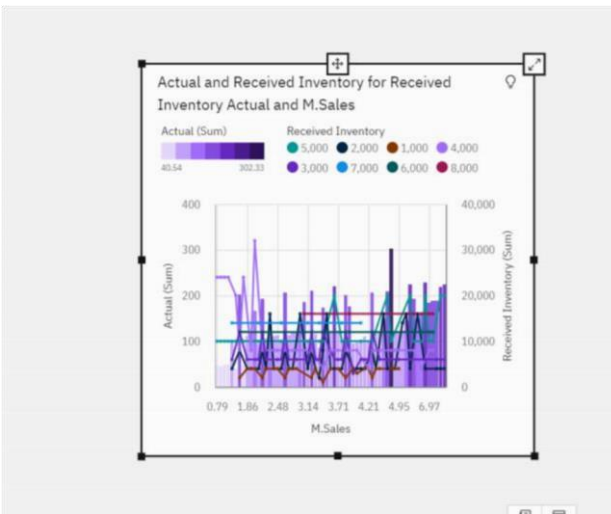 Actual and Received Inventory for Received
Inventory Actual and M.Sales
Actual (Sum)
40.54 302.33
Received Inventory
5,000 2,000 1,000 4,000
3,000 7,000 6,000 8,000
400 40,000
300 30,000
200 20,000
100 10,000
0 0
Actual (Sum)
Received Inventory (Sum)
0.79 1.86 2.48 3.14 3.71 4.21 4.95 6.97
M.Sales